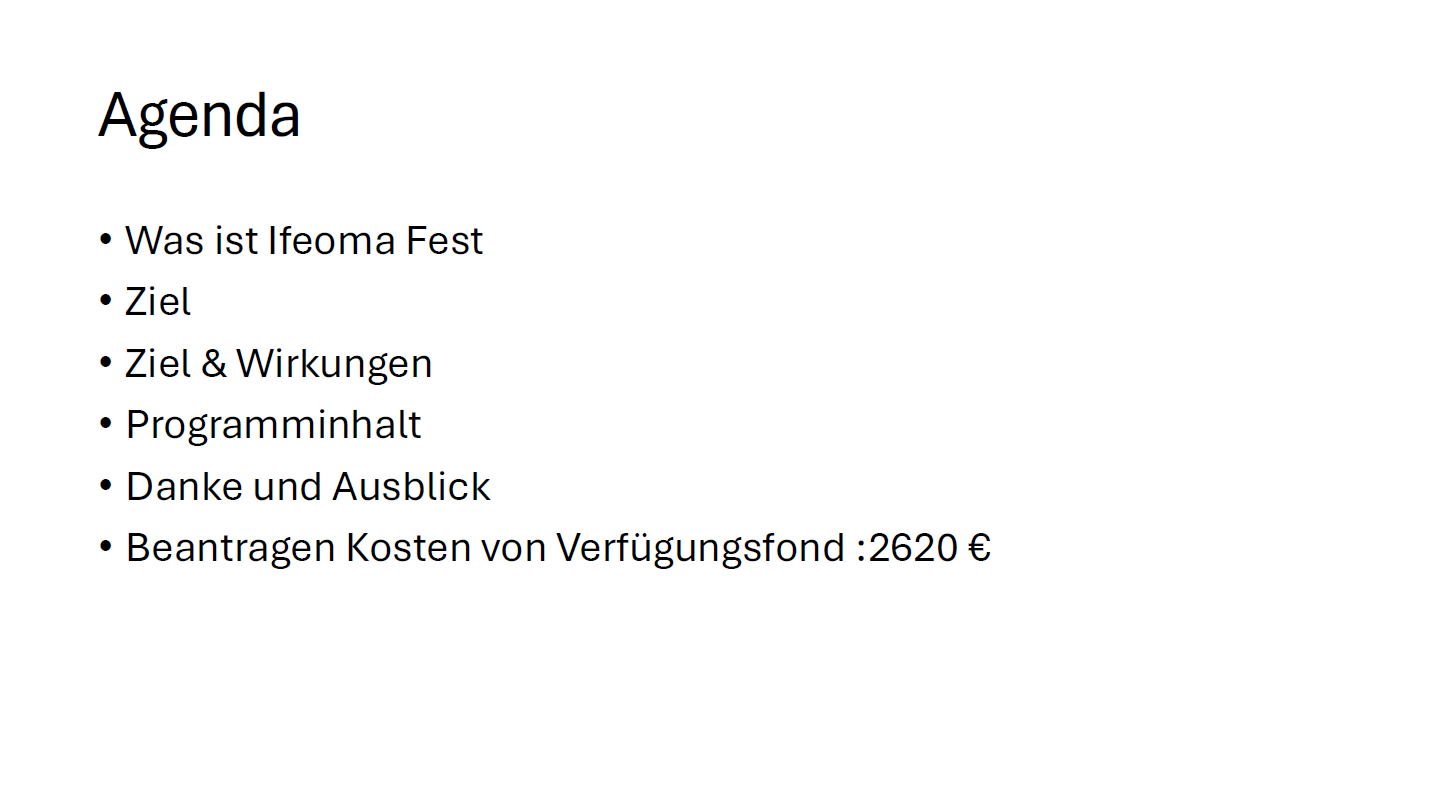 Agenda
• Was ist Ifeoma Fest
• Ziel
• Ziel & Wirkungen
• Programminhalt
• Danke und Ausblick
• Beantragen Kosten von Verfügungsfond :2620 €